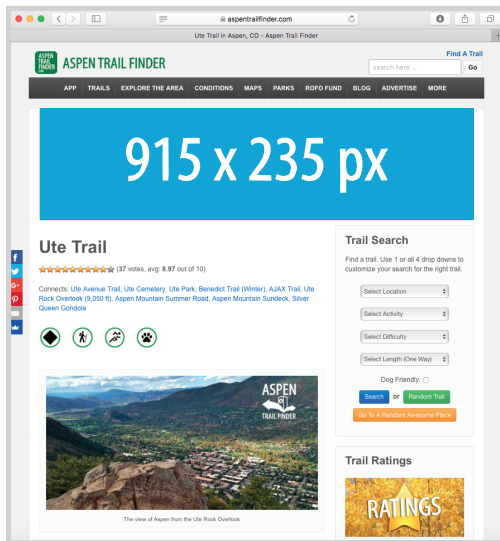 aspentrailfinder.com
Ute Trail in Aspen, CO - Aspen Trail Finder
ASPEN
TRAIL
FINDER
.COM
ASPEN TRAIL FINDER
Find A Trail
search here ...
Go
APP TRAILS EXPLORE THE AREA CONDITIONS MAPS PARKS ROFO FUND BLOG ADVERTISE MORE
915 x 235 px
Ute Trail
(37 votes, avg: 8.97 out of 10)
Connects: Ute Avenue Trail, Ute Cemetery, Ute Park, Benedict Trail (Winter), AJAX Trail, Ute
Rock Overlook (9,050 ft), Aspen Mountain Summer Road, Aspen Mountain Sundeck, Silver
Queen Gondola
ASPEN
TRAIL FINDER
The view of Aspen from the Ute Rock Overlook
Trail Search
Find a trail. Use 1 or all 4 drop downs to
customize your search for the right trail.
Select Location
Select Activity
Select Difficulty
Select Length (One Way)
Dog Friendly:
Search or Random Trail
Go To A Random Awesome Place
Trail Ratings
RATINGS
f
G+